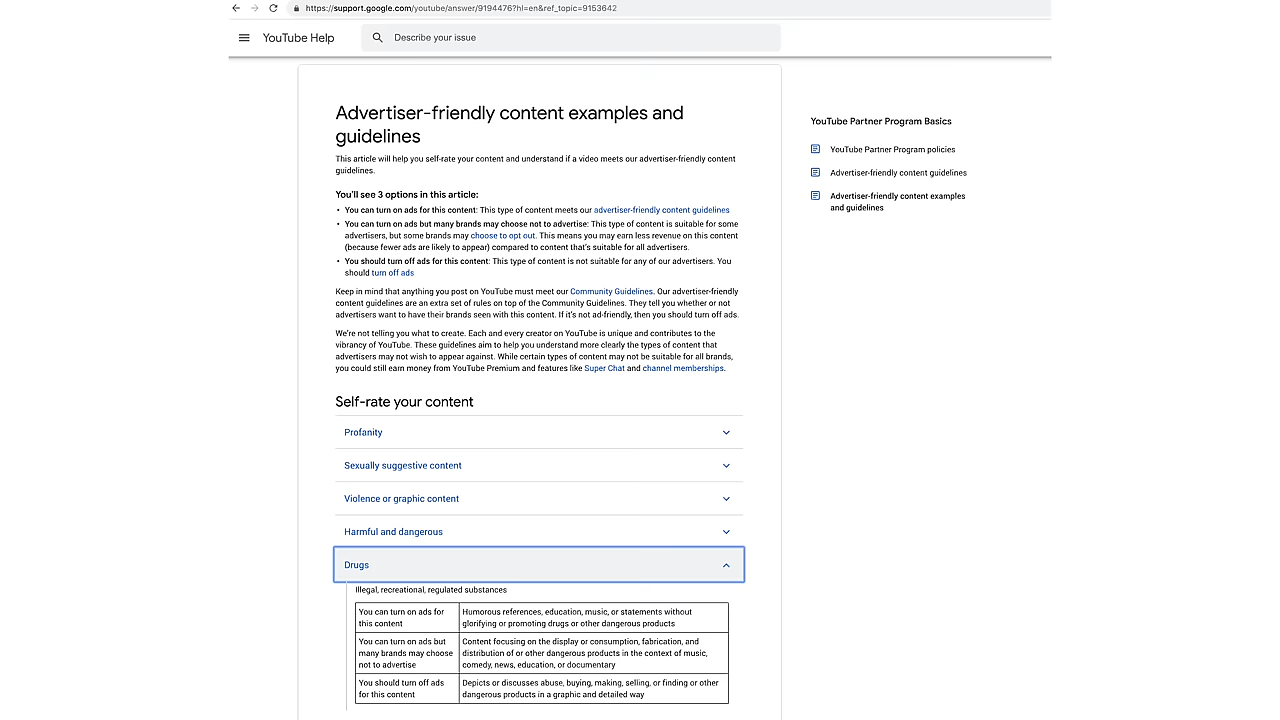 https://support.google.com/youtube/answer/9194476?hl=en&ref_topic=9153642
YouTube Help
Describe your issue
Advertiser-friendly content examples and
guidelines
This article will help you self-rate your content and understand if a video meets our advertiser-friendly content
guidelines.
You'll see 3 options in this article:
• You can turn on ads for this content: This type of content meets our advertiser-friendly content guidelines
• You can turn on ads but many brands may choose not to advertise: This type of content is suitable for some
advertisers, but some brands may choose to opt out. This means you may earn less revenue on this content
(because fewer ads are likely to appear) compared to content that's suitable for all advertisers.
• You should turn off ads for this content: This type of content is not suitable for any of our advertisers. You
should turn off ads
Keep in mind that anything you post on YouTube must meet our Community Guidelines. Our advertiser-friendly
content guidelines are an extra set of rules on top of the Community Guidelines. They tell you whether or not
advertisers want to have their brands seen with this content. If it's not ad-friendly, then you should turn off ads.
We're not telling you what to create. Each and every creator on YouTube is unique and contributes to the
vibrancy of YouTube. These guidelines aim to help you understand more clearly the types of content that
advertisers may not wish to appear against. While certain types of content may not be suitable for all brands,
you could still earn money from YouTube Premium and features like Super Chat and channel memberships.
Self-rate your content
Profanity
Sexually suggestive content
Violence or graphic content
Harmful and dangerous
Drugs
Illegal, recreational, regulated substances
You can turn on ads for
this content
Humorous references, education, music, or statements without
glorifying or promoting drugs or other dangerous products
You can turn on ads but
many brands may choose
not to advertise
Content focusing on the display or consumption, fabrication, and
distribution of or other dangerous products in the context of music,
comedy, news, education, or documentary
You should turn off ads
for this content
Depicts or discusses abuse, buying, making, selling, or finding or other
dangerous products in a graphic and detailed way
YouTube Partner Program Basics
YouTube Partner Program policies
Advertiser-friendly content guidelines
Advertiser-friendly content examples
and guidelines